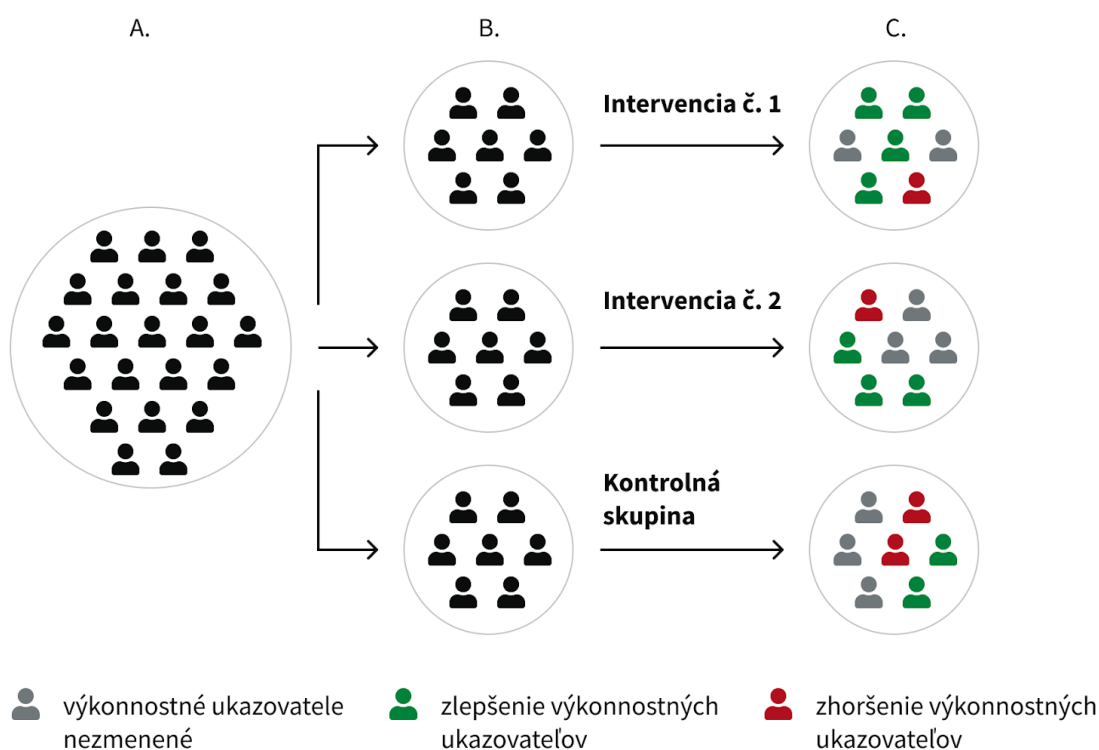 A.
B.
C.
Intervencia č. 1
Intervencia č. 2
Kontrolná
skupina
výkonnostné ukazovatele
nezmenené
zlepšenie výkonnostných
ukazovateľov
zhoršenie výkonnostných
ukazovateľov